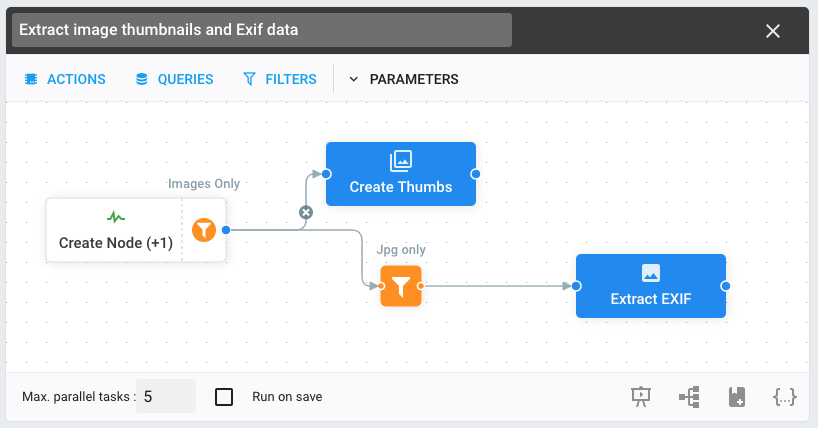 Extract image thumbnails and Exif data
ACTIONS QUERIES FILTERS PARAMETERS
Images Only
Create Thumbs
Create Node (+1)
Jpg only
Extract EXIF
Max. parallel tasks : 5 Run on save
{...}